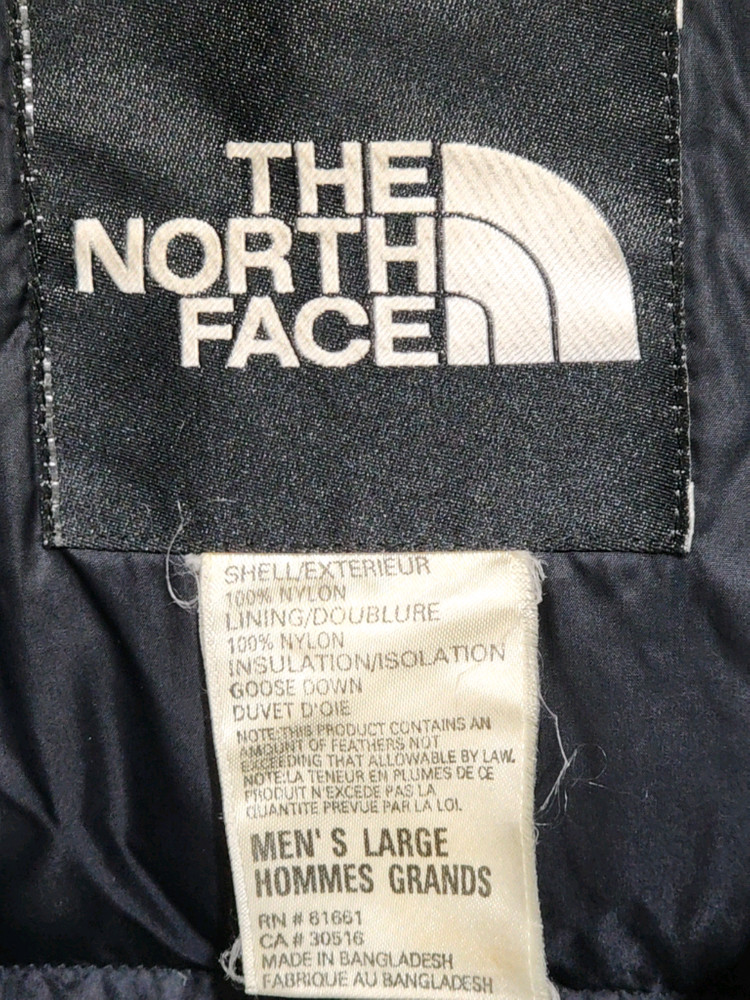 THE
NORTH
FACE
SHELL/EXTERIEUR
100% NYLON
LINING/DOUBLURE
100% NYLON
INSULATION/ISOLATION
GOOSE DOWN
DUVET D'OIE
NOTE:THIS PRODUCT CONTAINS AN
AMOUNT OF FEATHERS NOT
EXCEEDING THAT ALLOWABLE BY LAW.
NOTE:LA TENEUR EN PLUMES DE CE
PRODUIT N'EXCEDE PAS LA
QUANTITE PREVUE PAR LA LOI.
MEN'S LARGE
HOMMES GRANDS
RN # 61661
CA # 30516
MADE IN BANGLADESH
FABRIQUE AU BANGLADESH